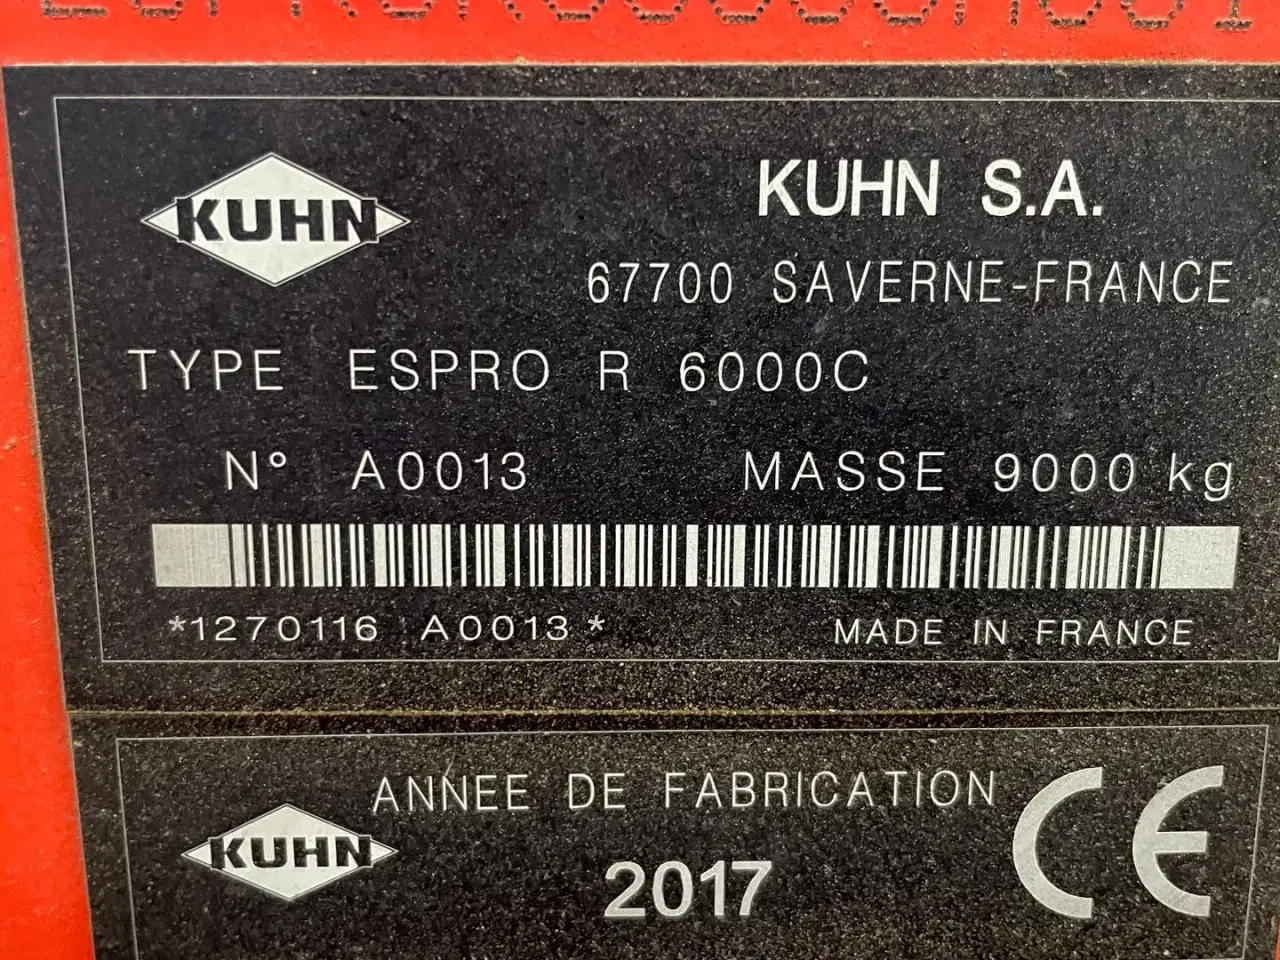 KUHN
KUHN S.A.
67700 SAVERNE-FRANCE
TYPE ESPRO R 6000C
N° A0013 MASSE 9000 kg
*1270116 A0013*
MADE IN FRANCE
KUHN
ANNEE DE FABRICATION
2017
CE